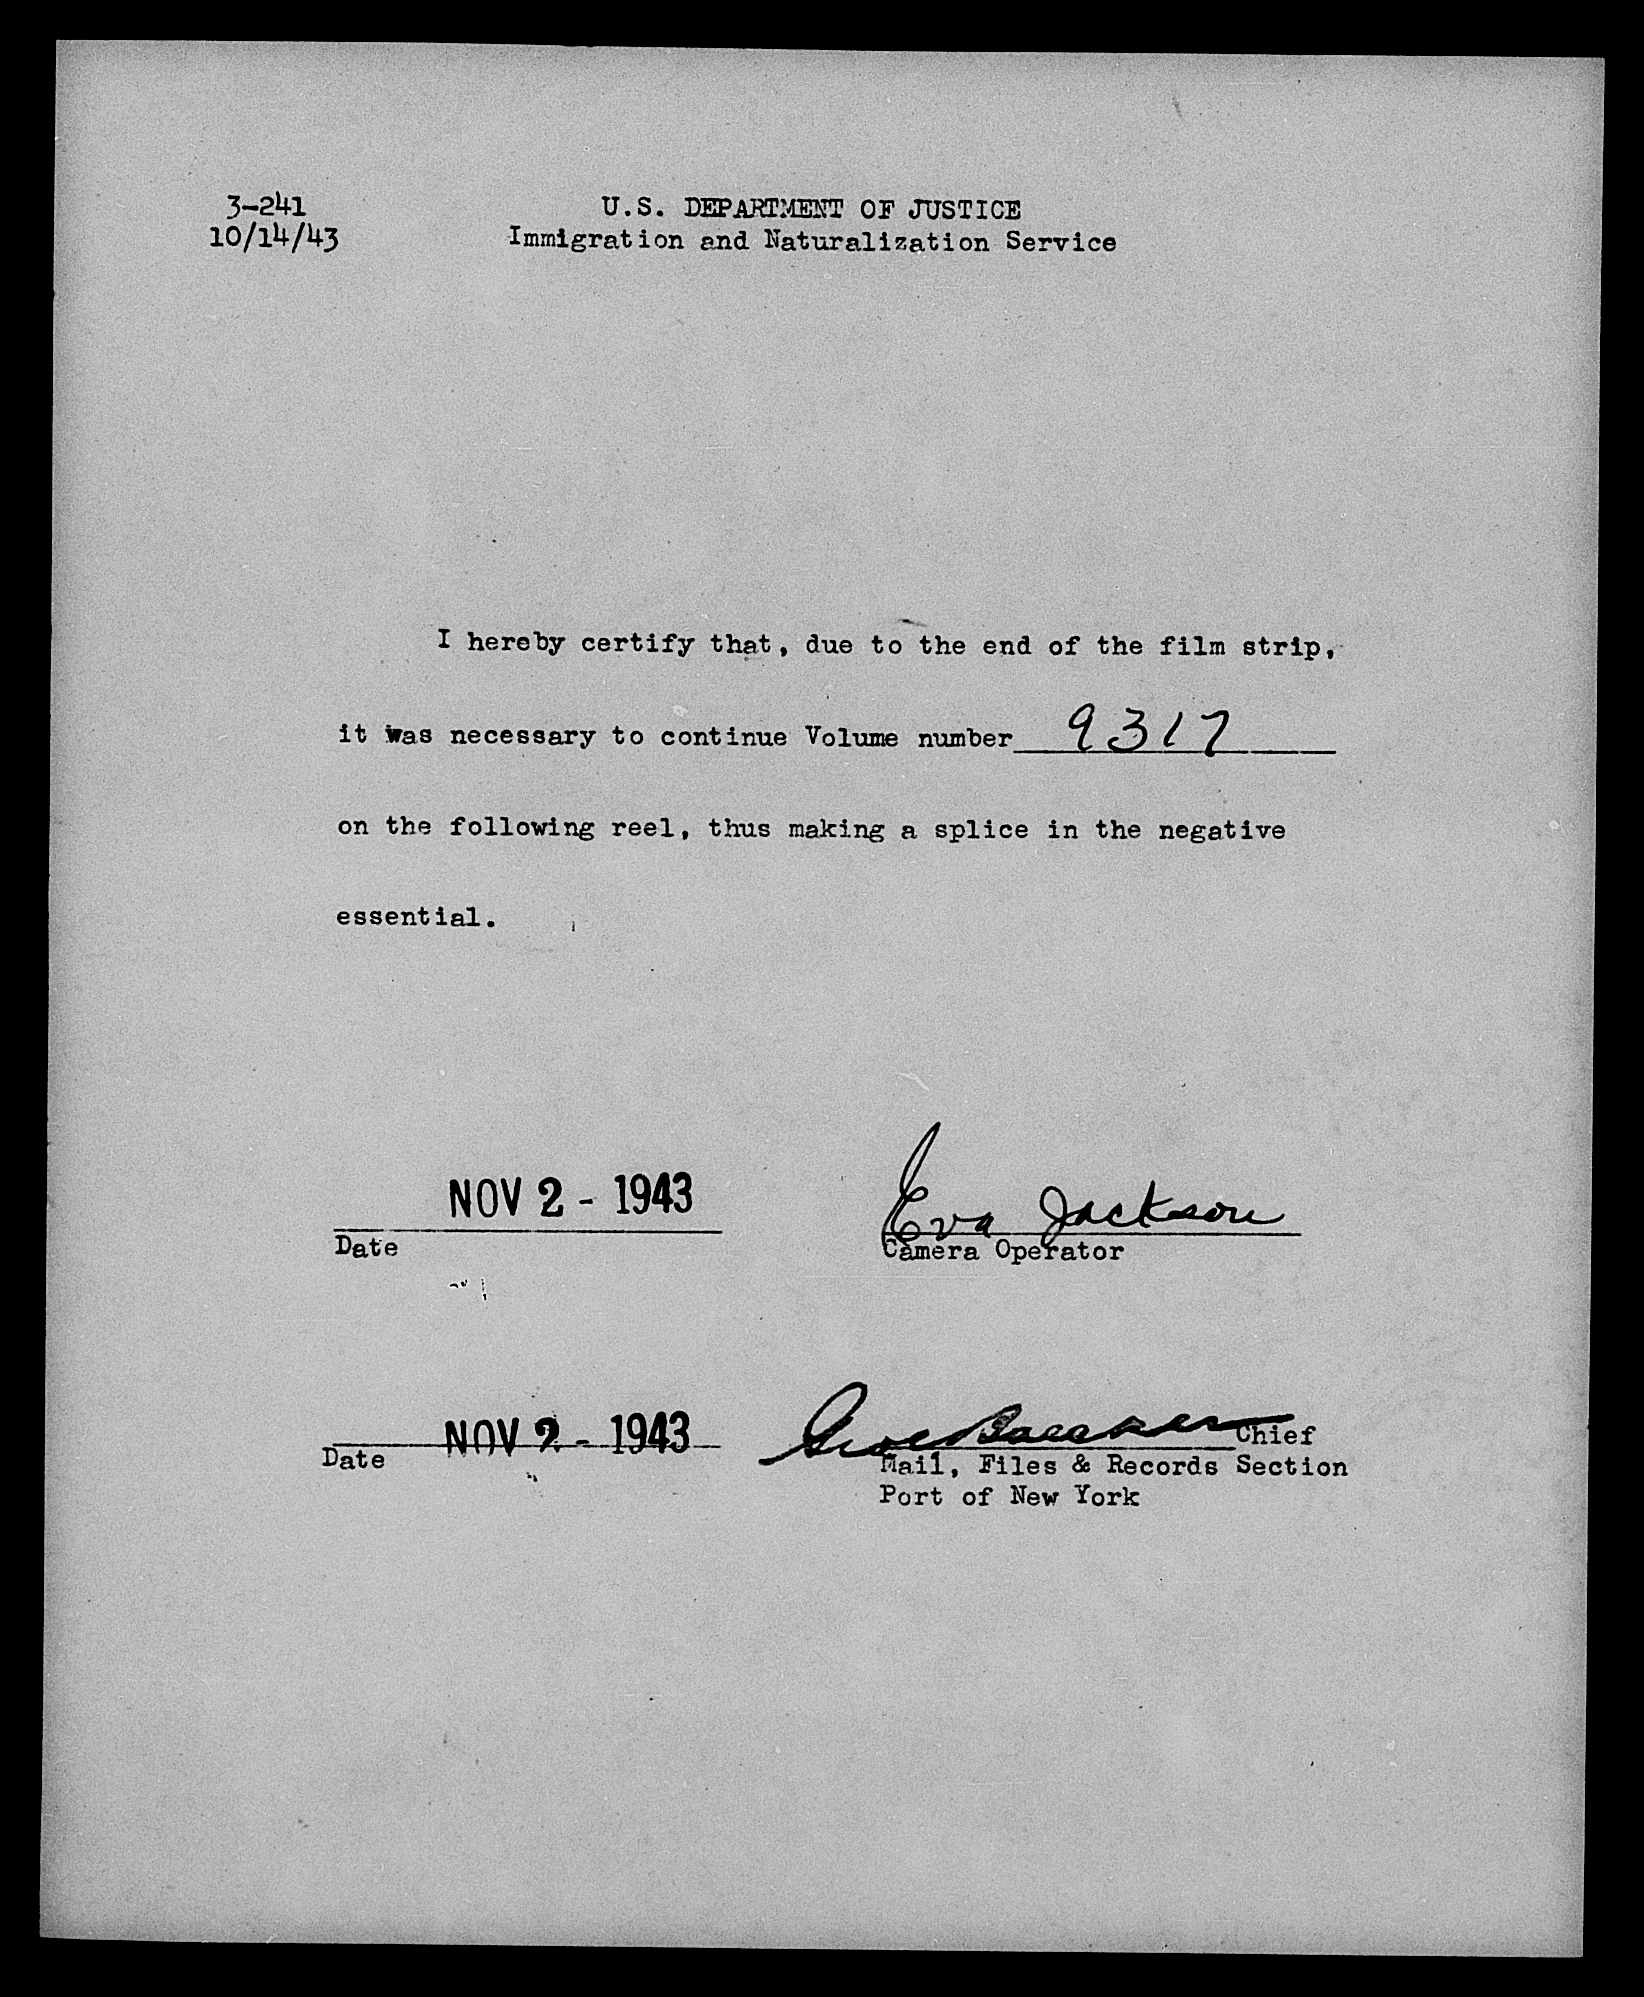 3-241
10/14/43
U.S. DEPARTMENT OF JUSTICE
Immigration and Naturalization Service
I hereby certify that, due to the end of the film strip,
it was necessary to continue Volume number 9317
on the following reel, thus making a splice in the negative
essential.
NOV 2 - 1943
Eva Jackson
Date
Camera Operator
NOV 2 - 1943
Chief
Date
Mail, Files & Records Section
Port of New York